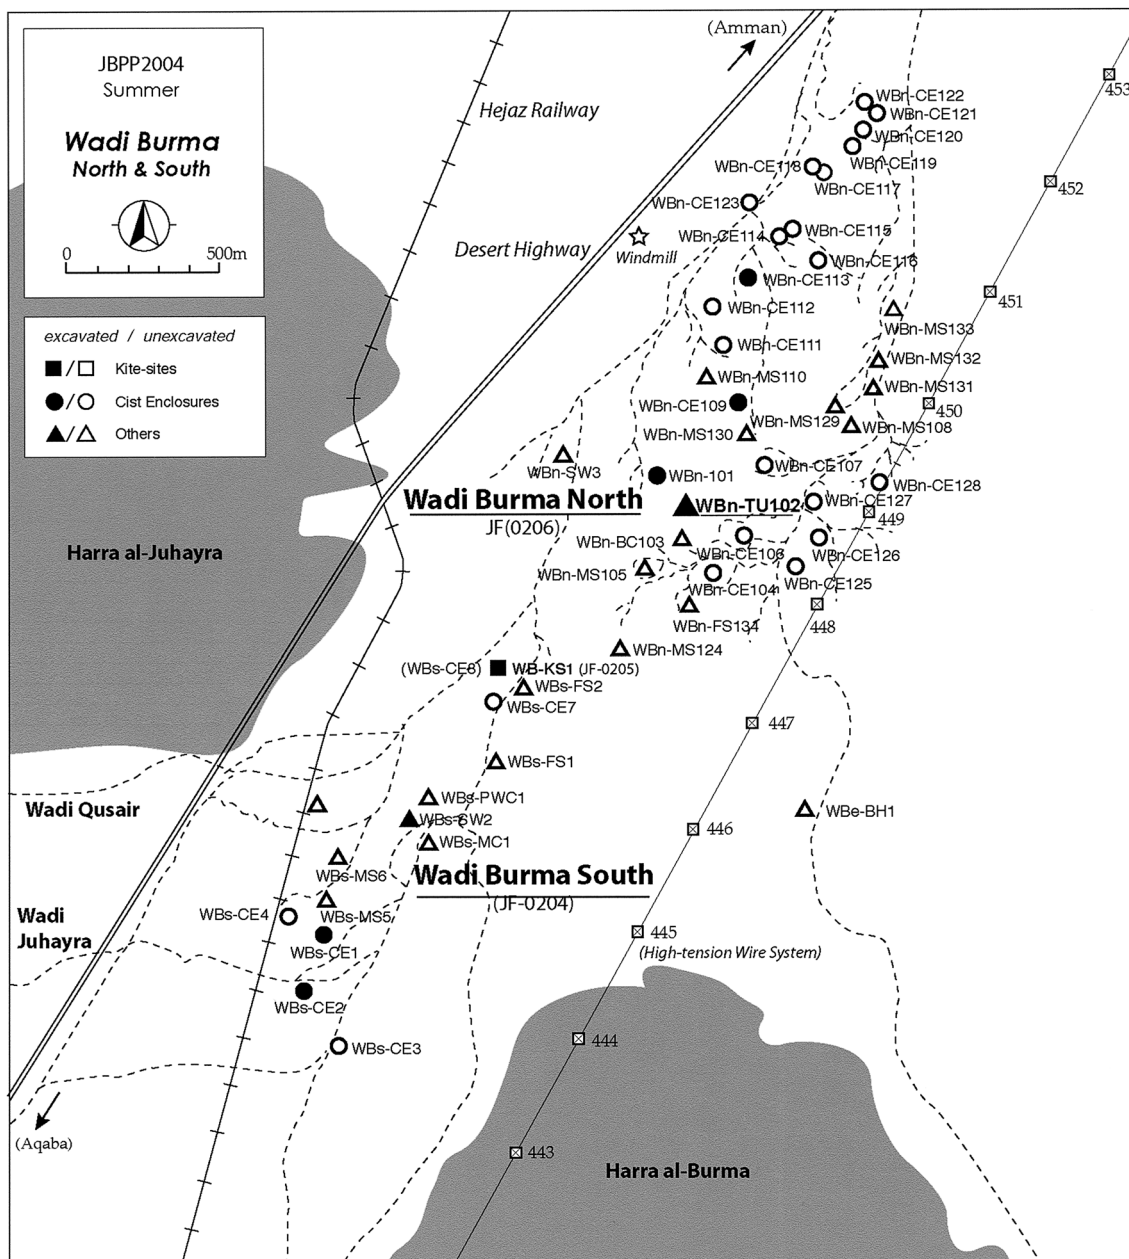 JBPP2004
Summer
Wadi Burma
North & South
0 500m
excavated / unexcavated
/ Kite-sites
/ Cist Enclosures
/ Others
(Amman)
Hejaz Railway
Desert Highway
Windmill
453
WBn-CE122
WBn-CE121
WBn-CE120
WBn-CE119
WBn-CE118
WBn-CE117
452
WBn-CE123
WBn-CE114
WBn-CE115
WBn-CE116
WBn-CE113
451
WBn-CE112
WBn-MS133
WBn-CE111
WBn-MS132
WBn-MS110
WBn-MS131
WBn-CE109
450
WBn-MS129
WBn-MS108
WBn-MS130
WBn-SW3
WBn-CE107
WBn-101
WBn-CE128
Wadi Burma North
JF(0206)
WBn-TU102
WBn-CE127
449
WBn-BC103
WBn-CE106
WBn-CE126
Harra al-Juhayra
WBn-MS105
WBn-CE104
WBn-CE125
WBn-FS134
448
WBn-MS124
(WBs-CE8) WB-KS1 (JF-0205)
WBs-FS2
WBs-CE7
447
WBs-FS1
Wadi Qusair
WBs-PWC1
WBs-SW2
WBe-BH1
446
WBs-MC1
WBs-MS6
Wadi Burma South
(JF-0204)
Wadi
Juhayra
WBs-CE4
WBs-MS5
WBs-CE1
445
(High-tension Wire System)
WBs-CE2
WBs-CE3
444
(Aqaba)
443
Harra al-Burma